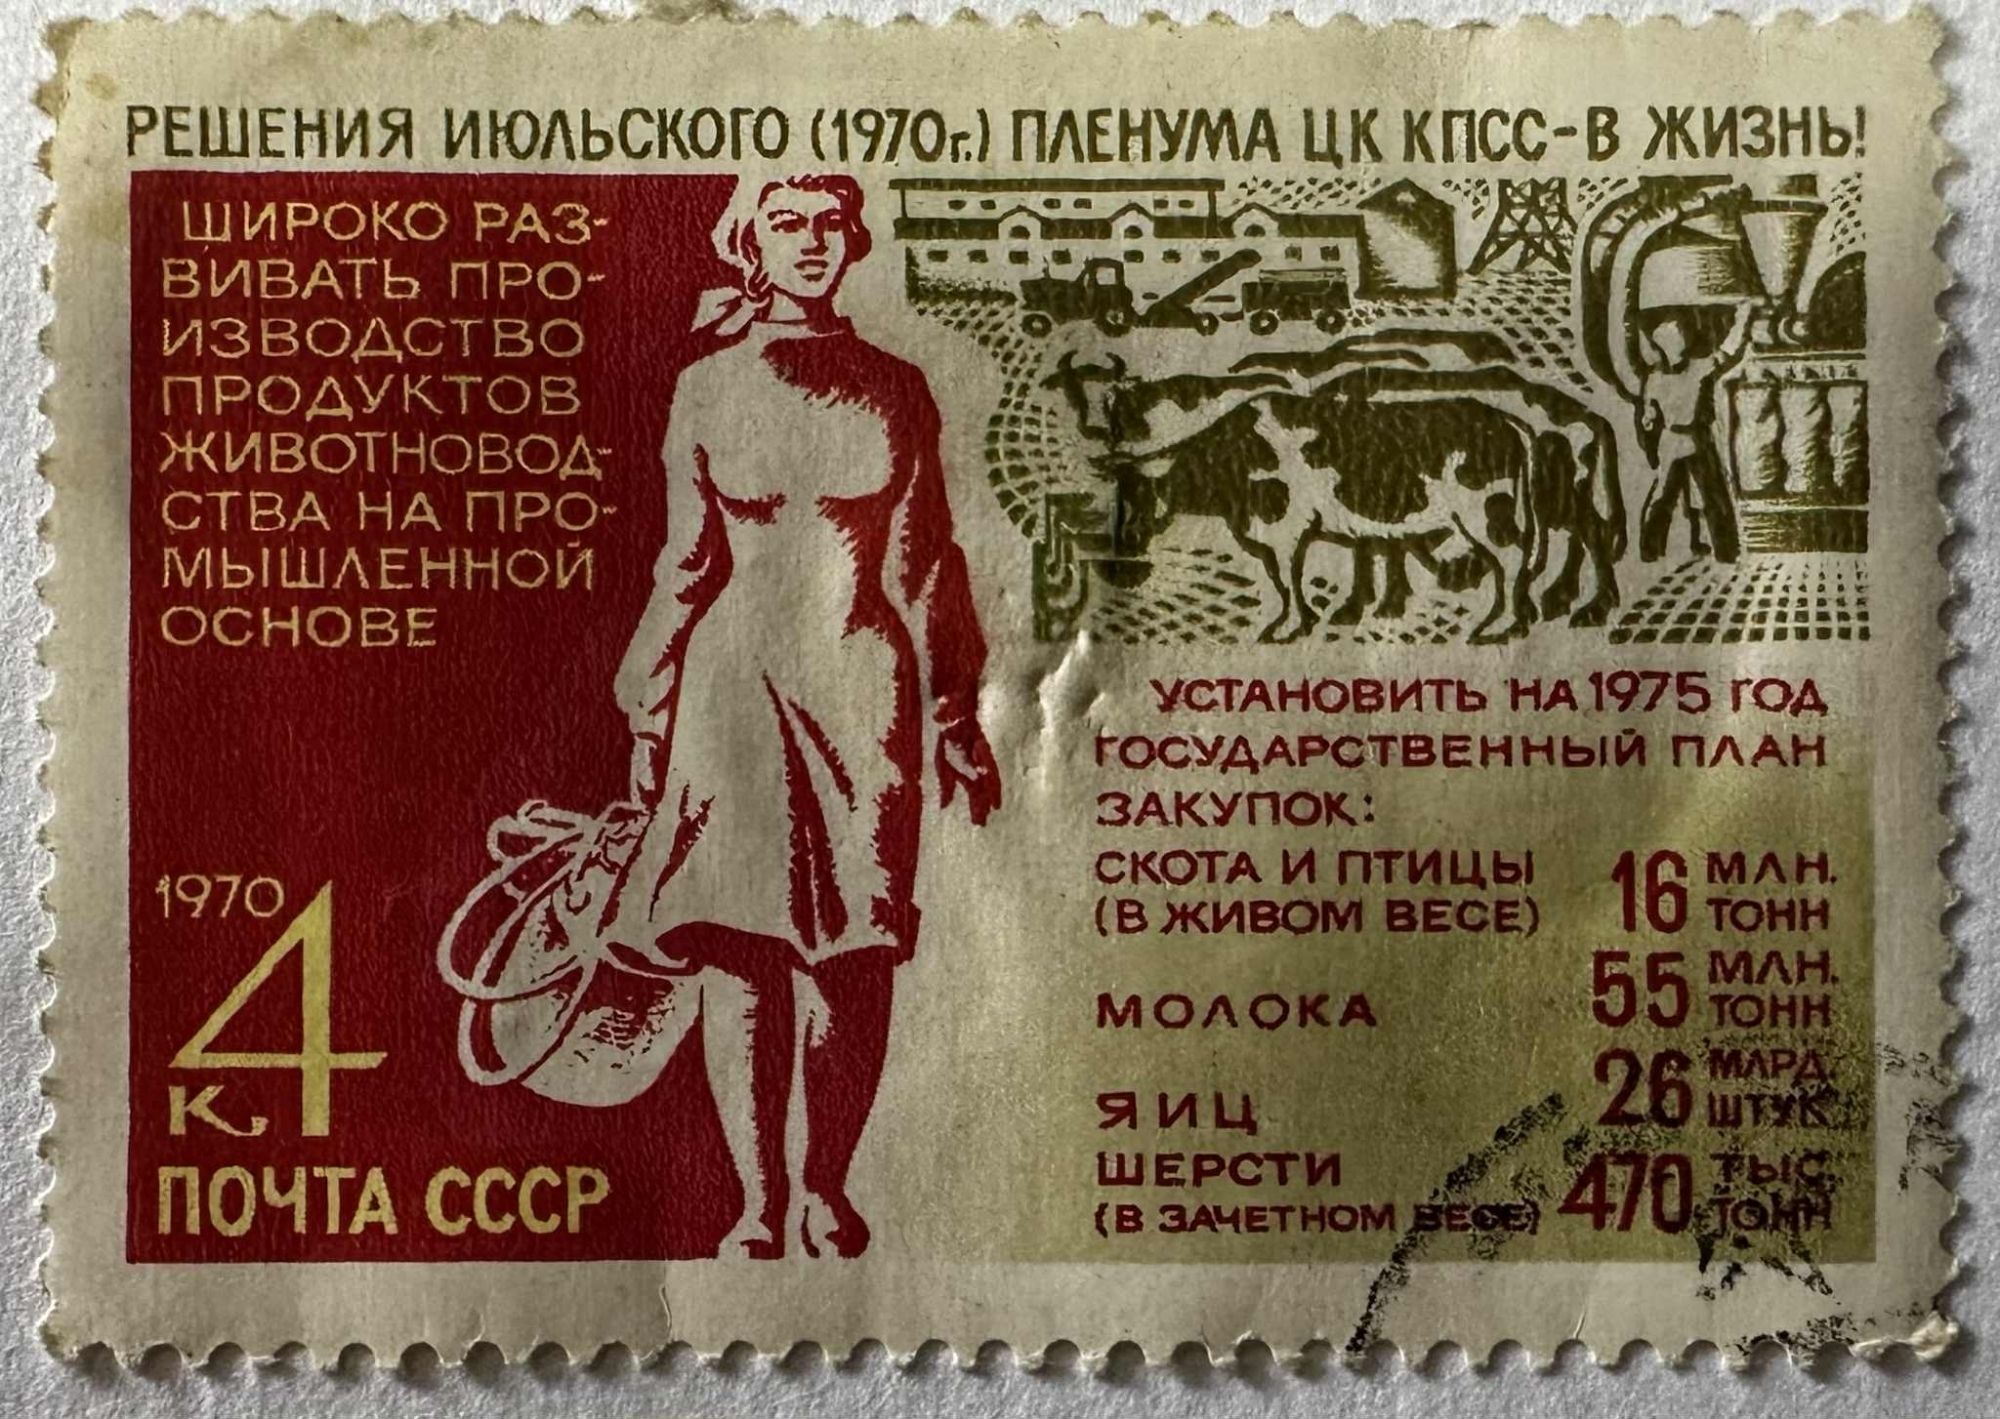 РЕШЕНИЯ ИЮЛЬСКОГО (1970г.) ПЛЕНУМА ЦК КПСС-В ЖИЗНЬ!
ШИРОКО РАЗ-
ВИВАТЬ ПРО-
ИЗВОДСТВО
ПРОДУКТОВ
ЖИВОТНОВОД-
СТВА НА ПРО-
МЫШЛЕННОЙ
ОСНОВЕ
1970
4
к.
ПОЧТА СССР
УСТАНОВИТЬ НА 1975 ГОД
ГОСУДАРСТВЕННЫЙ ПЛАН
ЗАКУПОК:
СКОТА И ПТИЦЫ
(В ЖИВОМ ВЕСЕ) 16 МЛН. ТОНН
МОЛОКА 55 МЛН. ТОНН
ЯИЦ 26 МЛРД. ШТУК
ШЕРСТИ
(В ЗАЧЕТНОМ ВЕСЕ) 470 ТЫС. ТОНН